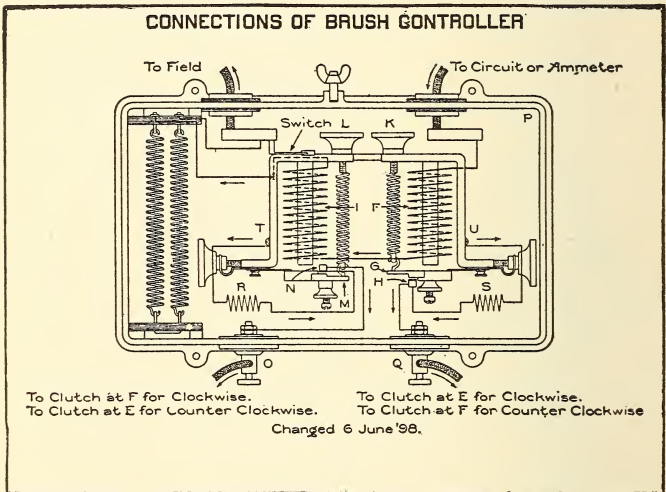 CONNECTIONS OF BRUSH GONTROLLER
To Field
To Circuit or Ammeter
P
Switch
L
K
I
F
T
U
G
N
H
R
M
S
O
Q
To Clutch at F for Clockwise.
To Clutch at E for Counter Clockwise.
To Clutch at E for Clockwise.
To Clutch at F for Counter Clockwise
Changed 6 June '98.